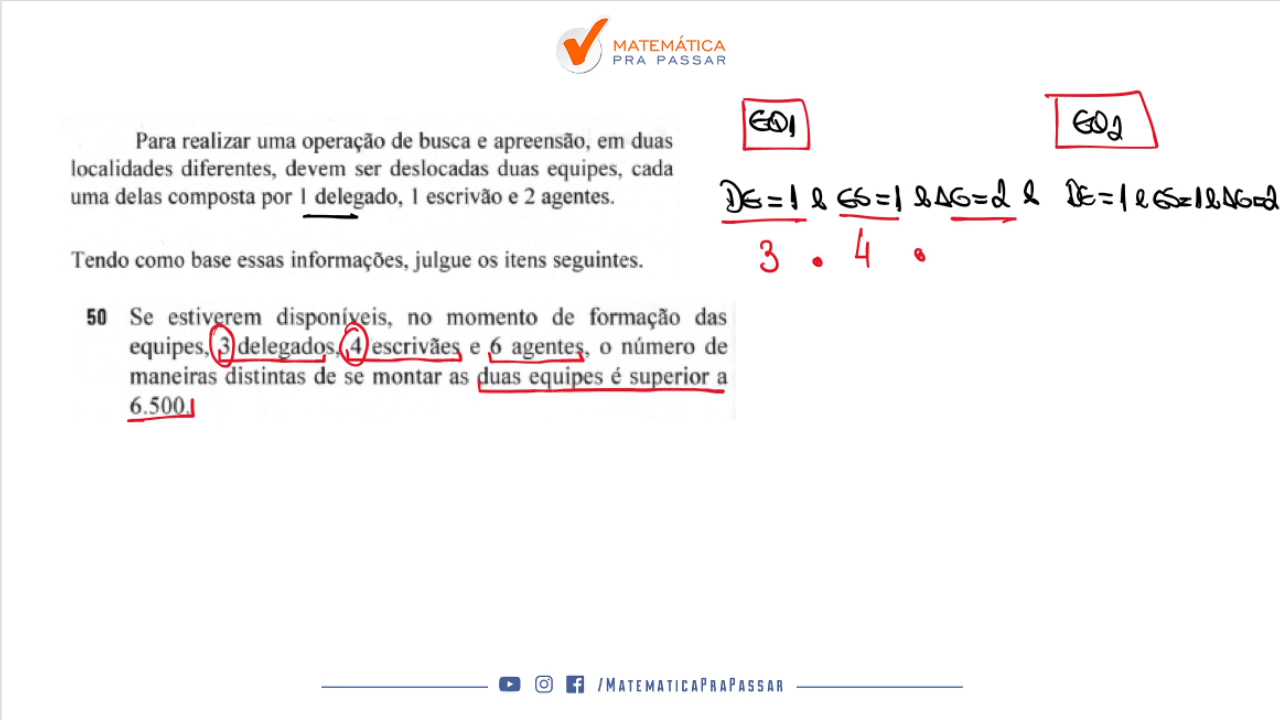 MATEMÁTICA
PRA PASSAR
Para realizar uma operação de busca e apreensão, em duas
localidades diferentes, devem ser deslocadas duas equipes, cada
uma delas composta por 1 delegado, 1 escrivão e 2 agentes.
Tendo como base essas informações, julgue os itens seguintes.
50 Se estiverem disponíveis, no momento de formação das
equipes, 3 delegados, 4 escrivães e 6 agentes, o número de
maneiras distintas de se montar as duas equipes é superior a
6.500.
EQ1
EQ2
DE=1 e ES=1 e AG=2 e DE=1 e ES=1 e AG=2
3 . 4 .
/MATEMATICAPRAPASSAR